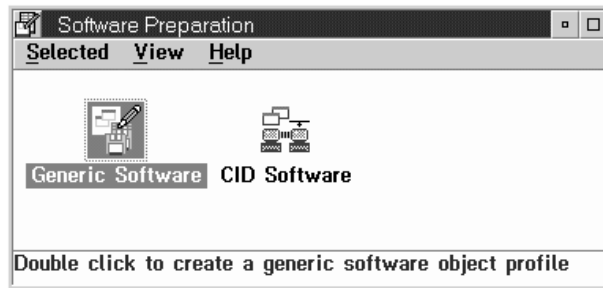 Software Preparation
Selected View Help
Generic Software CID Software
Double click to create a generic software object profile